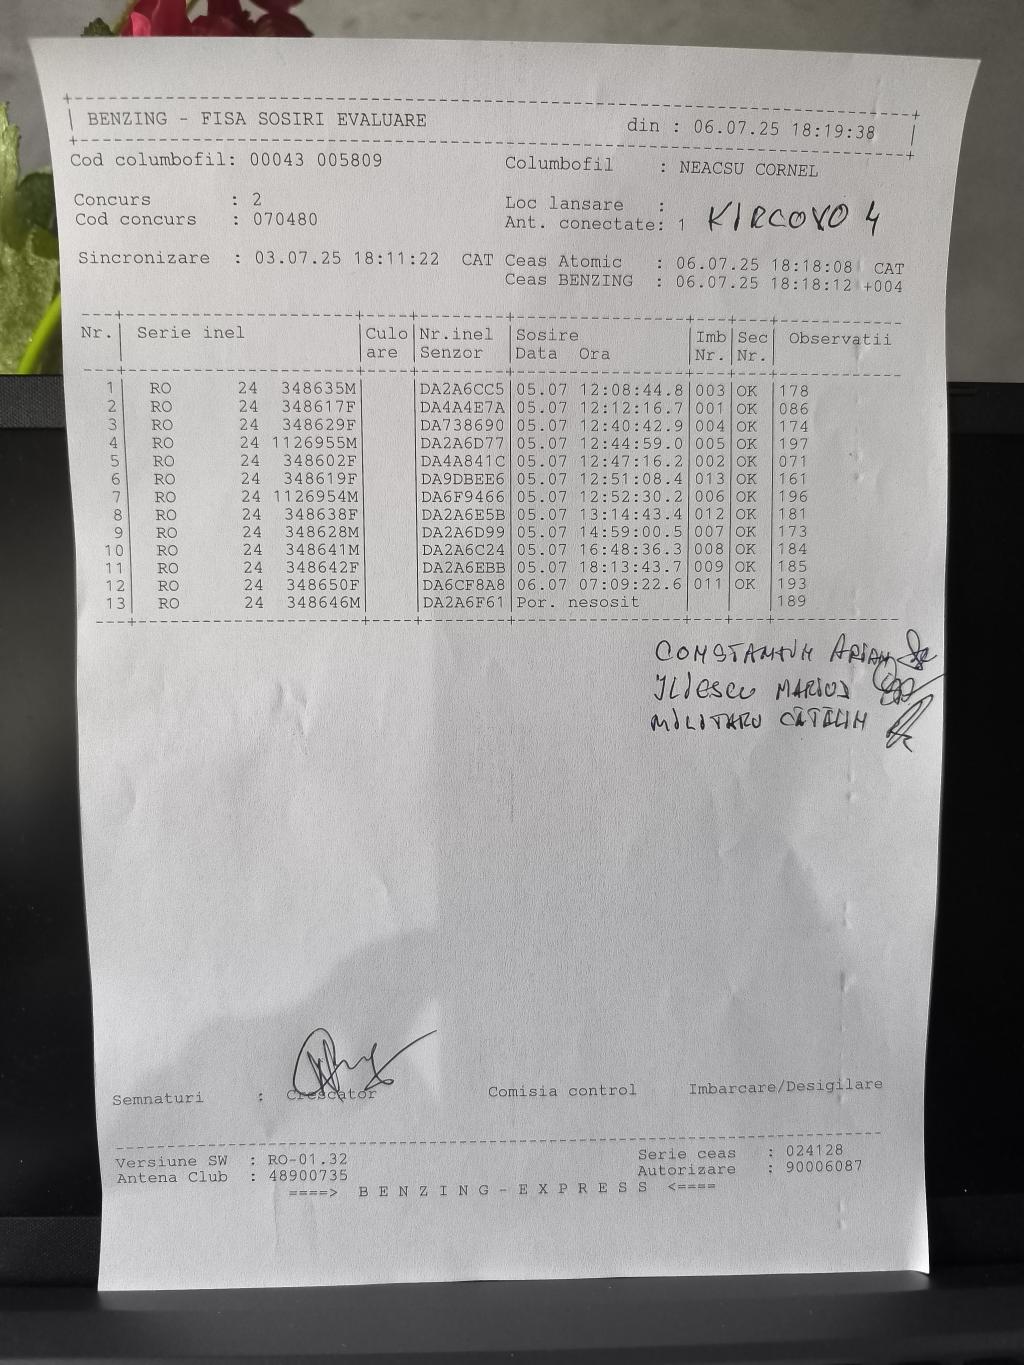 BENZING - FISA SOSIRI EVALUARE din : 06.07.25 18:19:38
Cod columbofil: 00043 005809 Columbofil : NEACSU CORNEL
Concurs : 2 Loc lansare :
Cod concurs : 070480 Ant. conectate: 1 KIRCOVO 4
Sincronizare : 03.07.25 18:11:22 CAT Ceas Atomic : 06.07.25 18:18:08 CAT
Ceas BENZING : 06.07.25 18:18:12 +004
Nr. Serie inel Culo Nr.inel Sosire Imb Sec Observatii
are Senzor Data Ora Nr. Nr.
1 RO 24 348635M DA2A6CC5 05.07 12:08:44.8 003 OK 178
2 RO 24 348617F DA4A4E7A 05.07 12:12:16.7 001 OK 086
3 RO 24 348629F DA738690 05.07 12:40:42.9 004 OK 174
4 RO 24 1126955M DA2A6D77 05.07 12:44:59.0 005 OK 197
5 RO 24 348602F DA4A841C 05.07 12:47:16.2 002 OK 071
6 RO 24 348619F DA9DBEE6 05.07 12:51:08.4 013 OK 161
7 RO 24 1126954M DA6F9466 05.07 12:52:30.2 006 OK 196
8 RO 24 348638F DA2A6E5B 05.07 13:14:43.4 012 OK 181
9 RO 24 348628M DA2A6D99 05.07 14:59:00.5 007 OK 173
10 RO 24 348641M DA2A6C24 05.07 16:48:36.3 008 OK 184
11 RO 24 348642F DA2A6EBB 05.07 18:13:43.7 009 OK 185
12 RO 24 348650F DA6CF8A8 06.07 07:09:22.6 011 OK 193
13 RO 24 348646M DA2A6F61 Por. nesosit 189
CONSTANTIN ARIAN
ILIESCU MARIUS
MILITARU CĂTĂLIN
Semnaturi : Crescator Comisia control Imbarcare/Desigilare
Versiune SW : RO-01.32 Serie ceas : 024128
Antena Club : 48900735 Autorizare : 90006087
====> B E N Z I N G - E X P R E S S <====